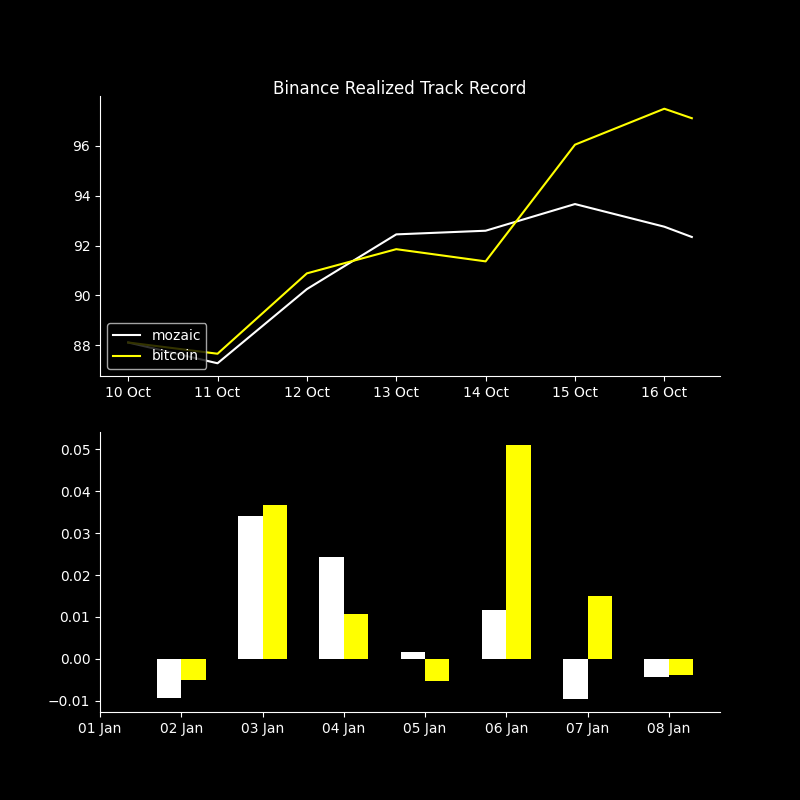 Binance Realized Track Record
96
94
92
90
88
mozaic
bitcoin
10 Oct 11 Oct 12 Oct 13 Oct 14 Oct 15 Oct 16 Oct
0.05
0.04
0.03
0.02
0.01
0.00
−0.01
01 Jan 02 Jan 03 Jan 04 Jan 05 Jan 06 Jan 07 Jan 08 Jan